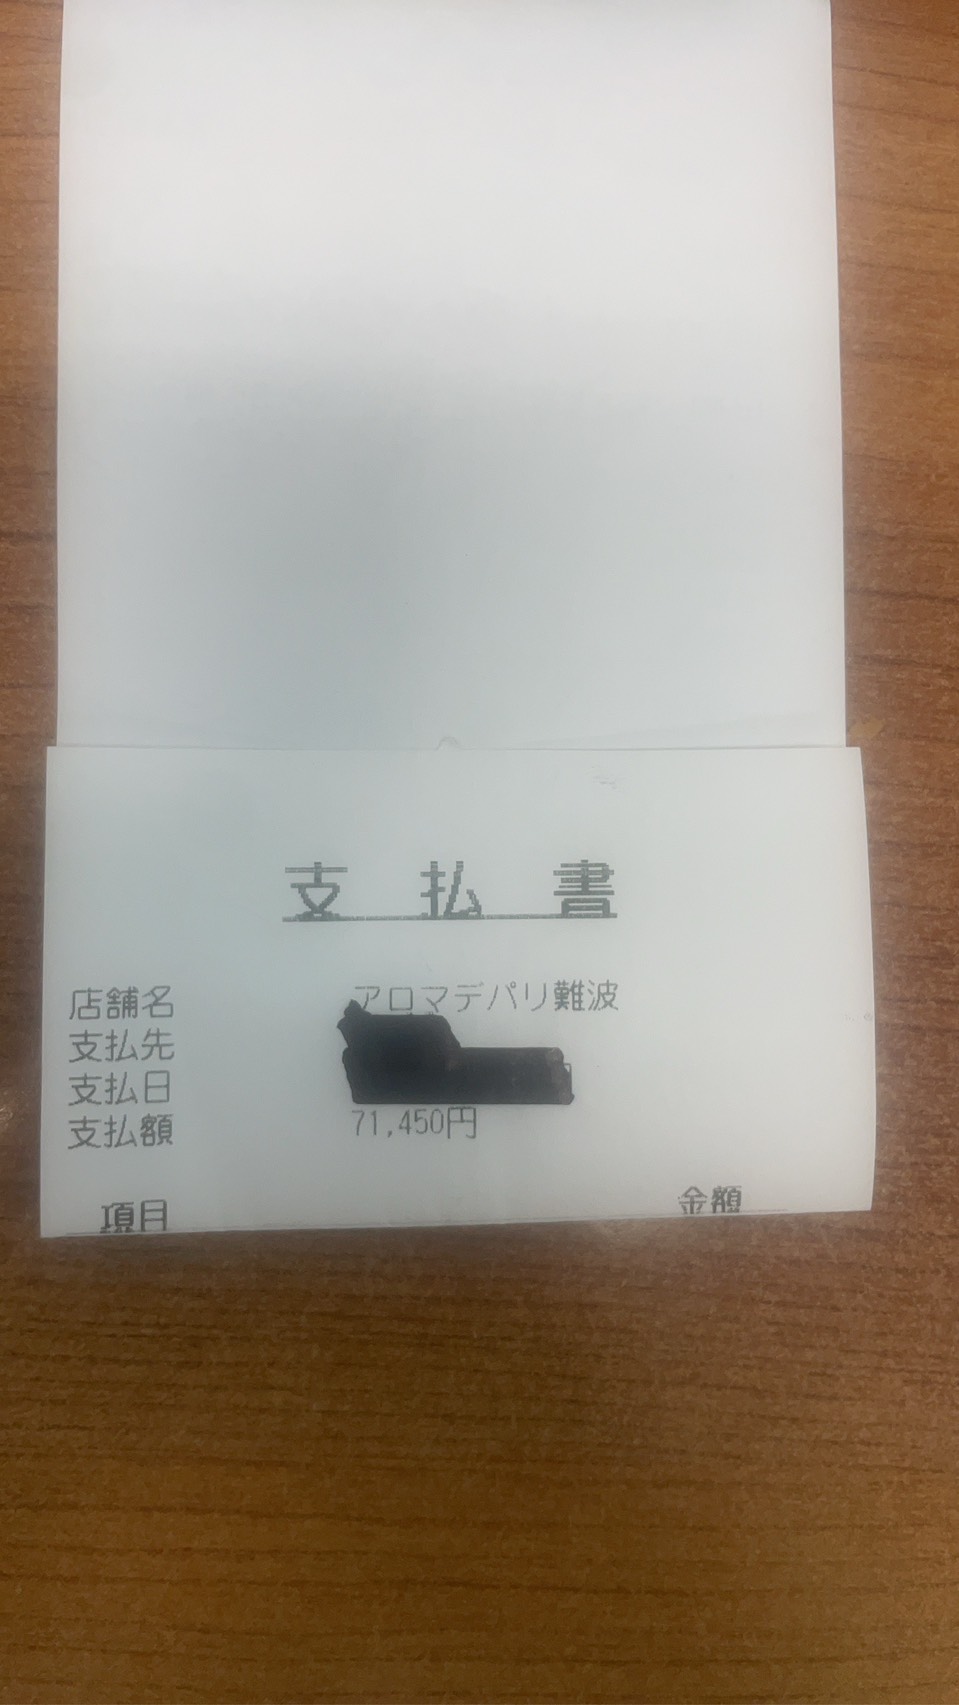 支払書
店舗名 アロマデパリ難波
支払先
支払日
支払額 71,450円
項目 金額